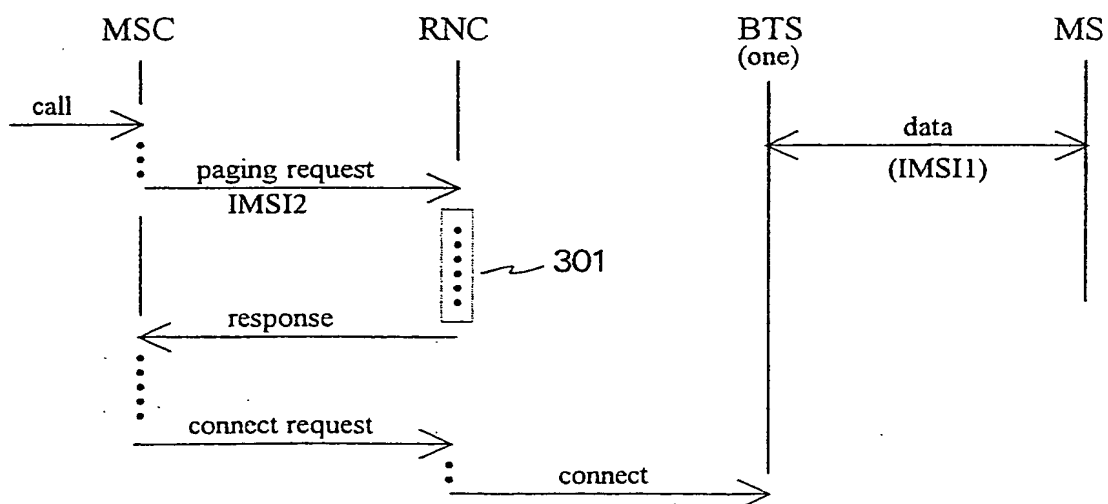 MSC
RNC
BTS
(one)
MS
call
data
(IMSI1)
paging request
IMSI2
301
response
connect request
connect